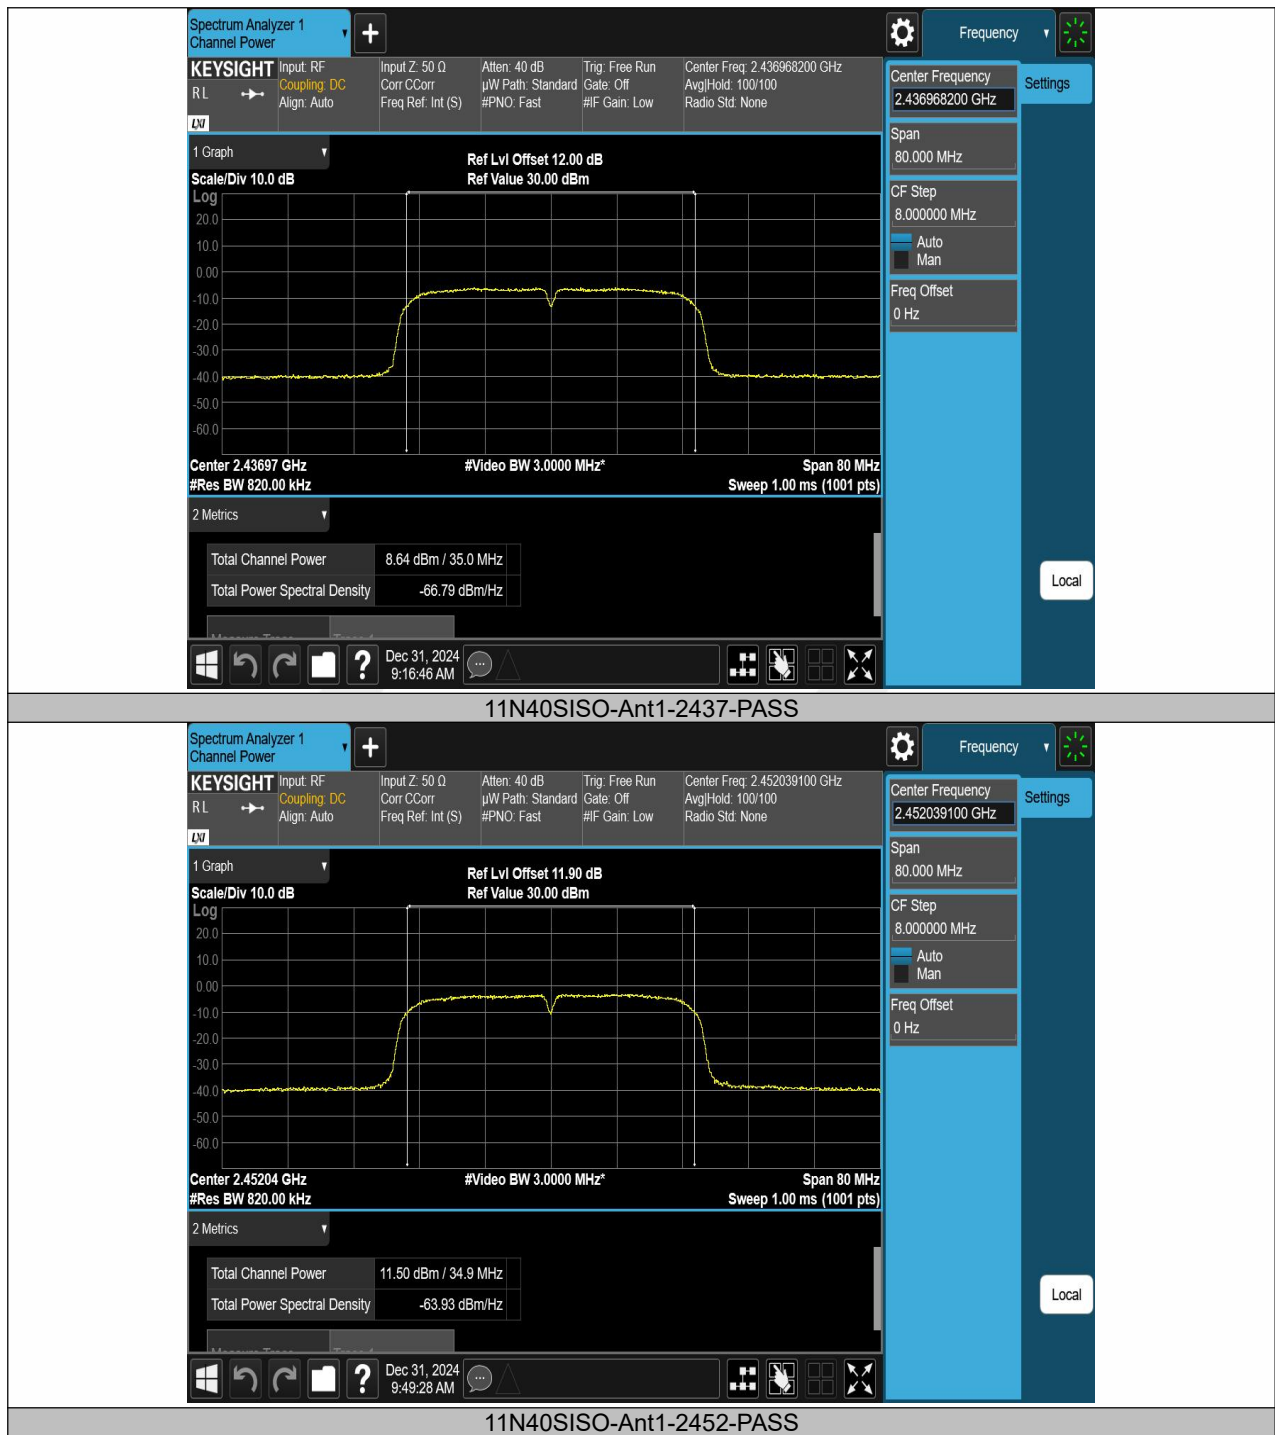 Spectrum Analyzer 1
Channel Power
+
Frequency
KEYSIGHT
R L
LXI
Input: RF
Coupling: DC
Align: Auto
Input Z: 50 Ω
Corr CCorr
Freq Ref: Int (S)
Atten: 40 dB
µW Path: Standard
#PNO: Fast
Trig: Free Run
Gate: Off
#IF Gain: Low
Center Freq: 2.436968200 GHz
Avg|Hold: 100/100
Radio Std: None
Center Frequency
2.436968200 GHz
Settings
Span
80.000 MHz
CF Step
8.000000 MHz
Auto
Man
Freq Offset
0 Hz
Local
1 Graph
Scale/Div 10.0 dB
Ref Lvl Offset 12.00 dB
Ref Value 30.00 dBm
Log
20.0
10.0
0.00
-10.0
-20.0
-30.0
-40.0
-50.0
-60.0
Center 2.43697 GHz
#Video BW 3.0000 MHz*
Span 80 MHz
#Res BW 820.00 kHz
Sweep 1.00 ms (1001 pts)
2 Metrics
Total Channel Power 8.64 dBm / 35.0 MHz
Total Power Spectral Density -66.79 dBm/Hz
?
Dec 31, 2024
9:16:46 AM
11N40SISO-Ant1-2437-PASS
Spectrum Analyzer 1
Channel Power
+
Frequency
KEYSIGHT
R L
LXI
Input: RF
Coupling: DC
Align: Auto
Input Z: 50 Ω
Corr CCorr
Freq Ref: Int (S)
Atten: 40 dB
µW Path: Standard
#PNO: Fast
Trig: Free Run
Gate: Off
#IF Gain: Low
Center Freq: 2.452039100 GHz
Avg|Hold: 100/100
Radio Std: None
Center Frequency
2.452039100 GHz
Settings
Span
80.000 MHz
CF Step
8.000000 MHz
Auto
Man
Freq Offset
0 Hz
Local
1 Graph
Scale/Div 10.0 dB
Ref Lvl Offset 11.90 dB
Ref Value 30.00 dBm
Log
20.0
10.0
0.00
-10.0
-20.0
-30.0
-40.0
-50.0
-60.0
Center 2.45204 GHz
#Video BW 3.0000 MHz*
Span 80 MHz
#Res BW 820.00 kHz
Sweep 1.00 ms (1001 pts)
2 Metrics
Total Channel Power 11.50 dBm / 34.9 MHz
Total Power Spectral Density -63.93 dBm/Hz
?
Dec 31, 2024
9:49:28 AM
11N40SISO-Ant1-2452-PASS